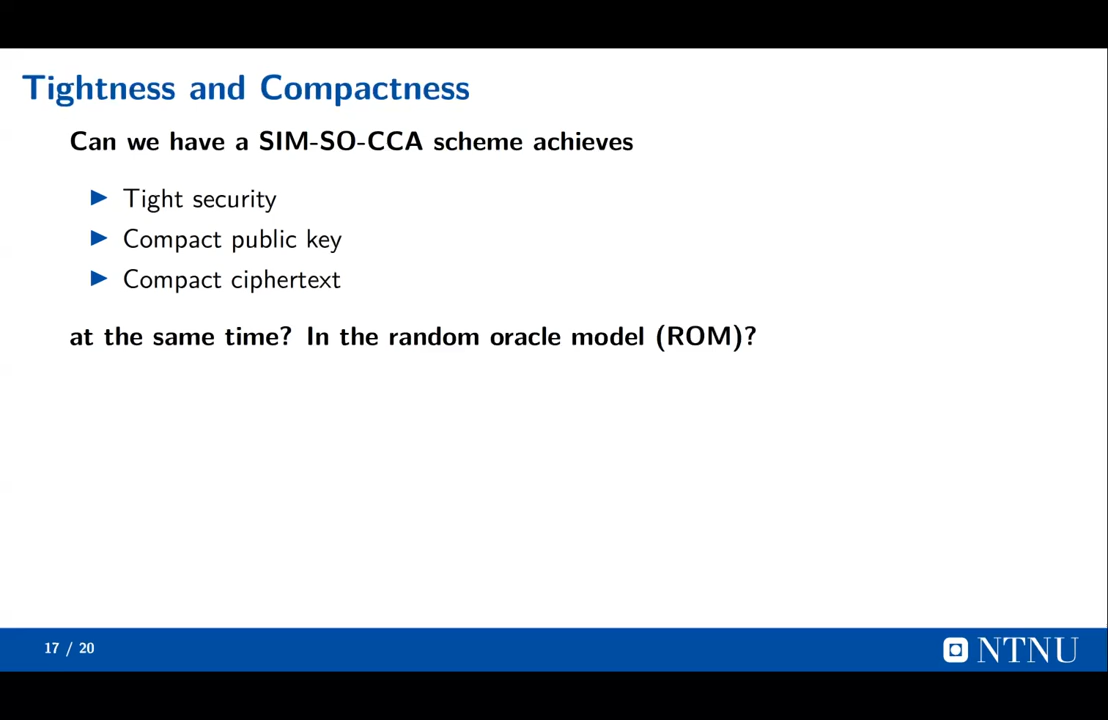 Tightness and Compactness
Can we have a SIM-SO-CCA scheme achieves
Tight security
Compact public key
Compact ciphertext
at the same time? In the random oracle model (ROM)?
17 / 20
NTNU